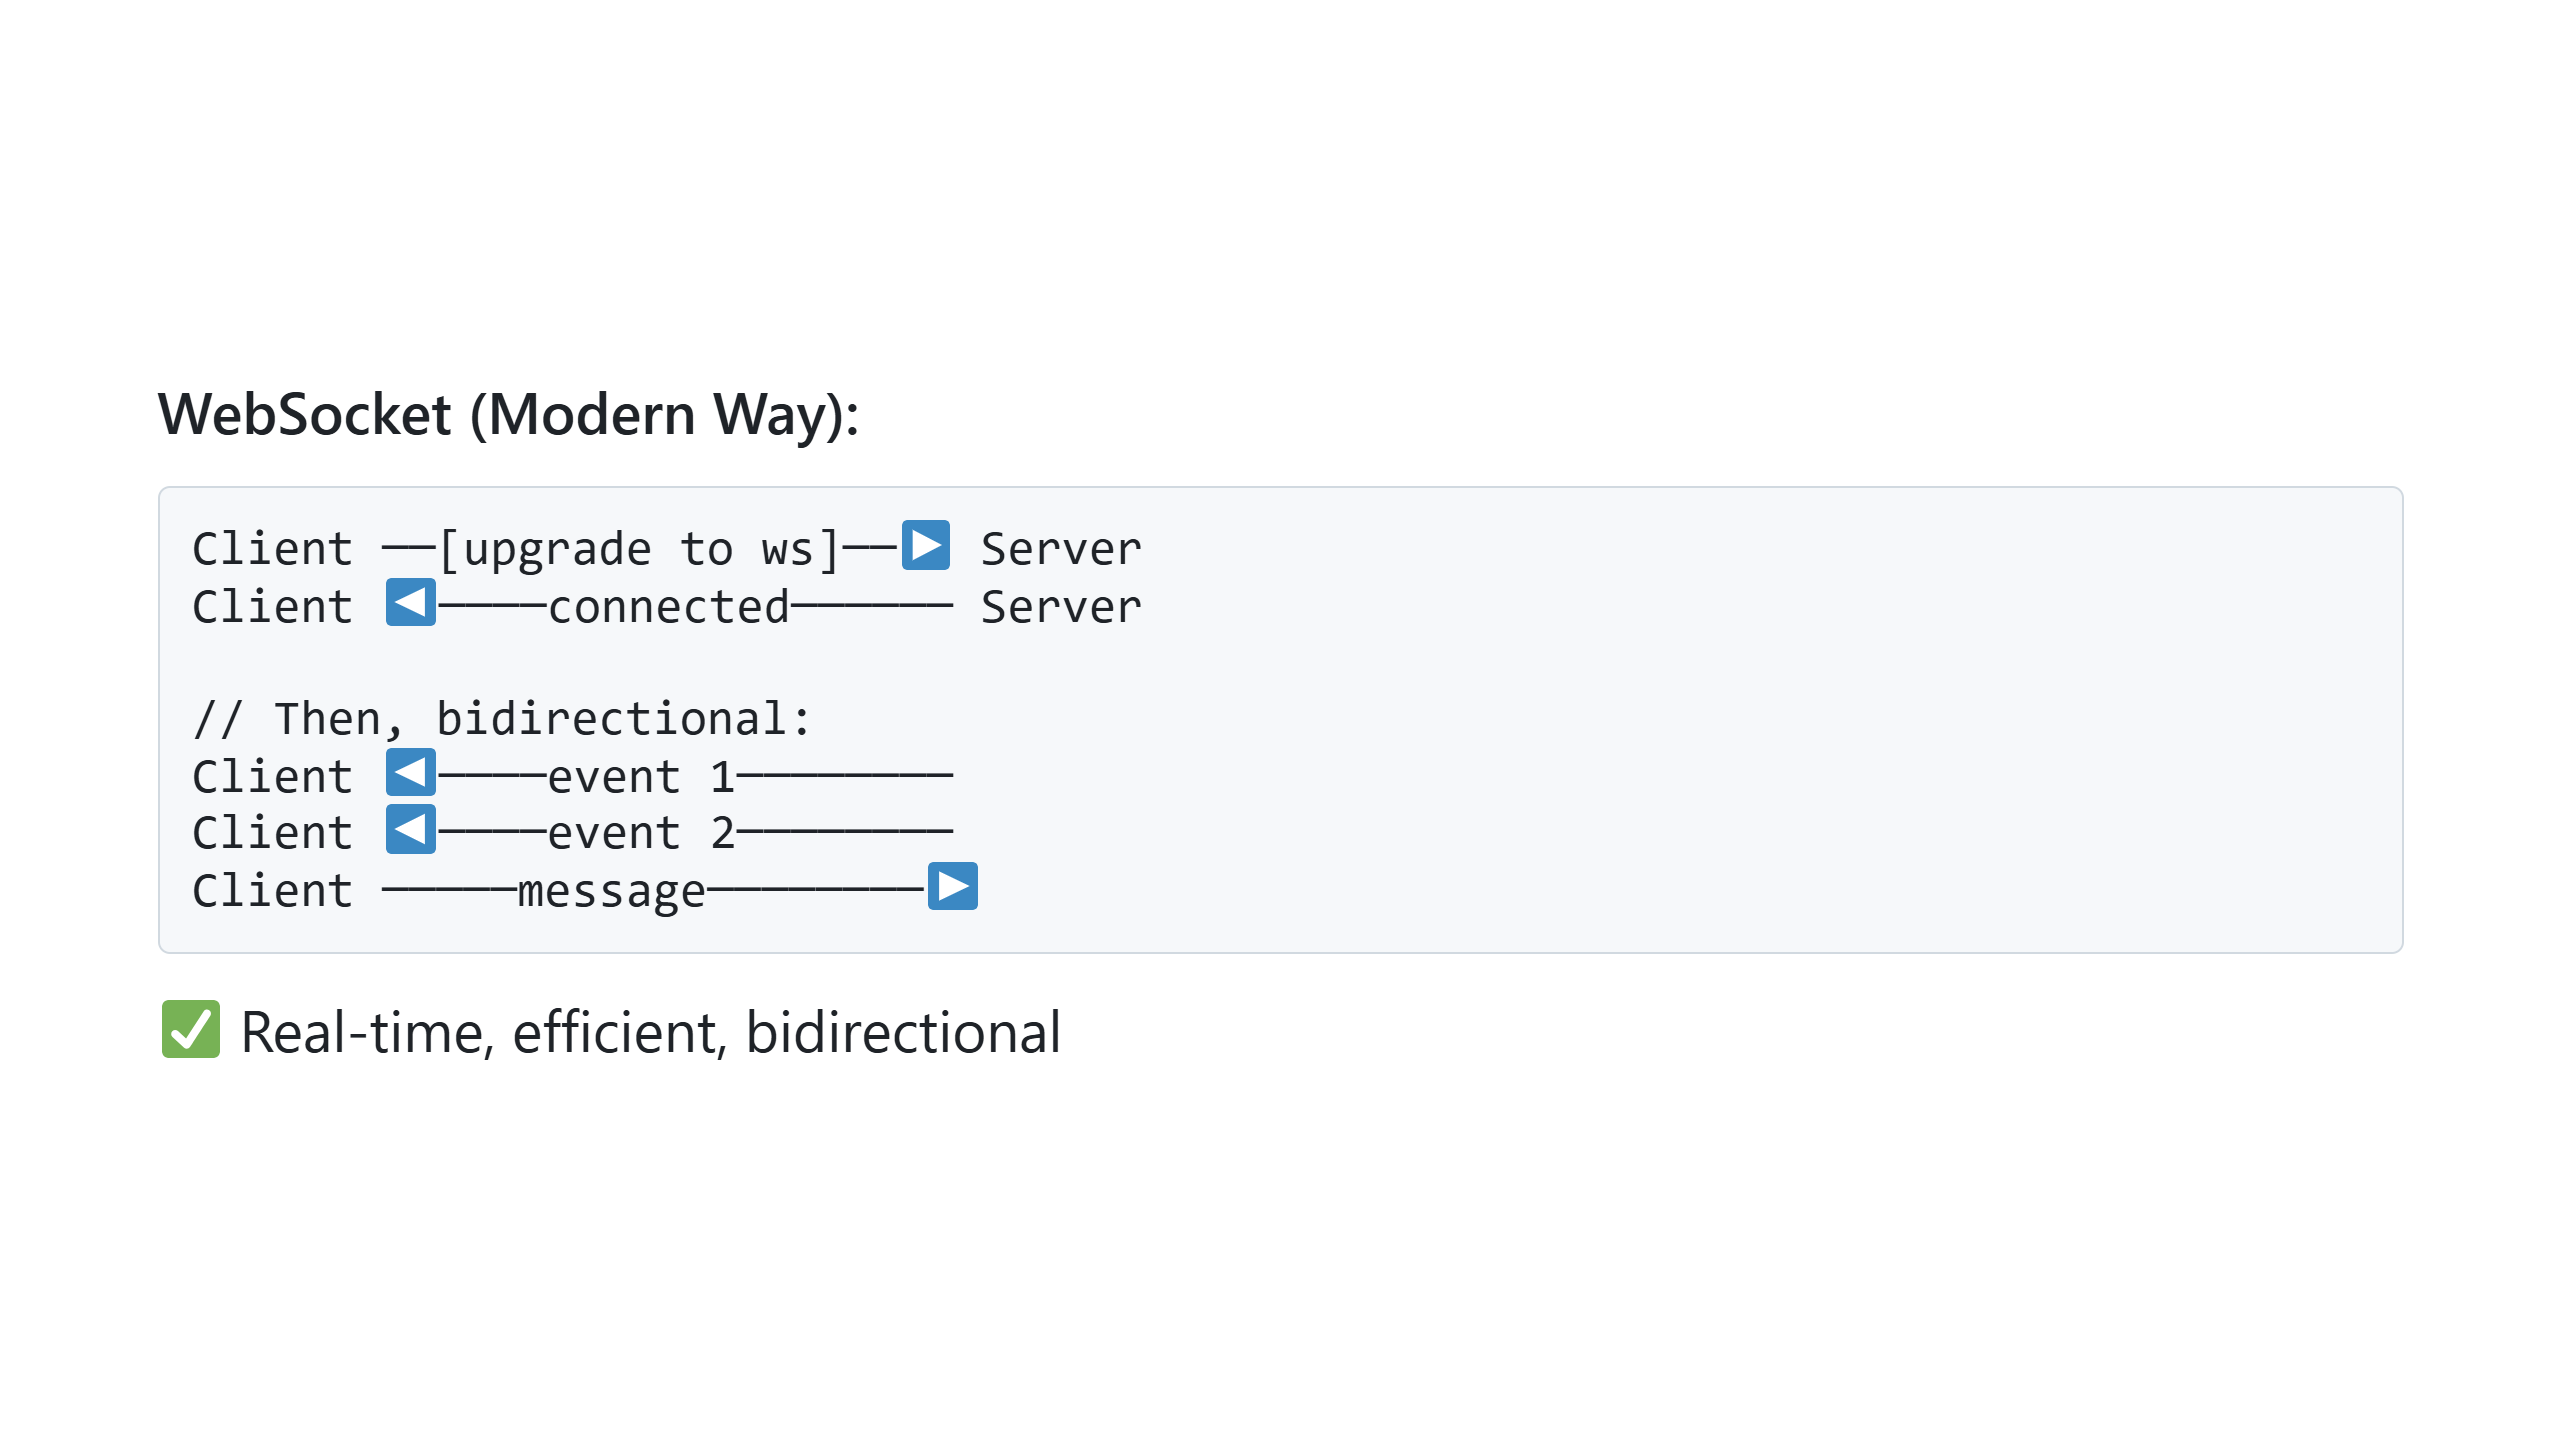 WebSocket (Modern Way):
Client ──[upgrade to ws]──▶ Server
Client ◀────connected────── Server
// Then, bidirectional:
Client ◀────event 1────────
Client ◀────event 2────────
Client ─────message────────▶
✅ Real-time, efficient, bidirectional